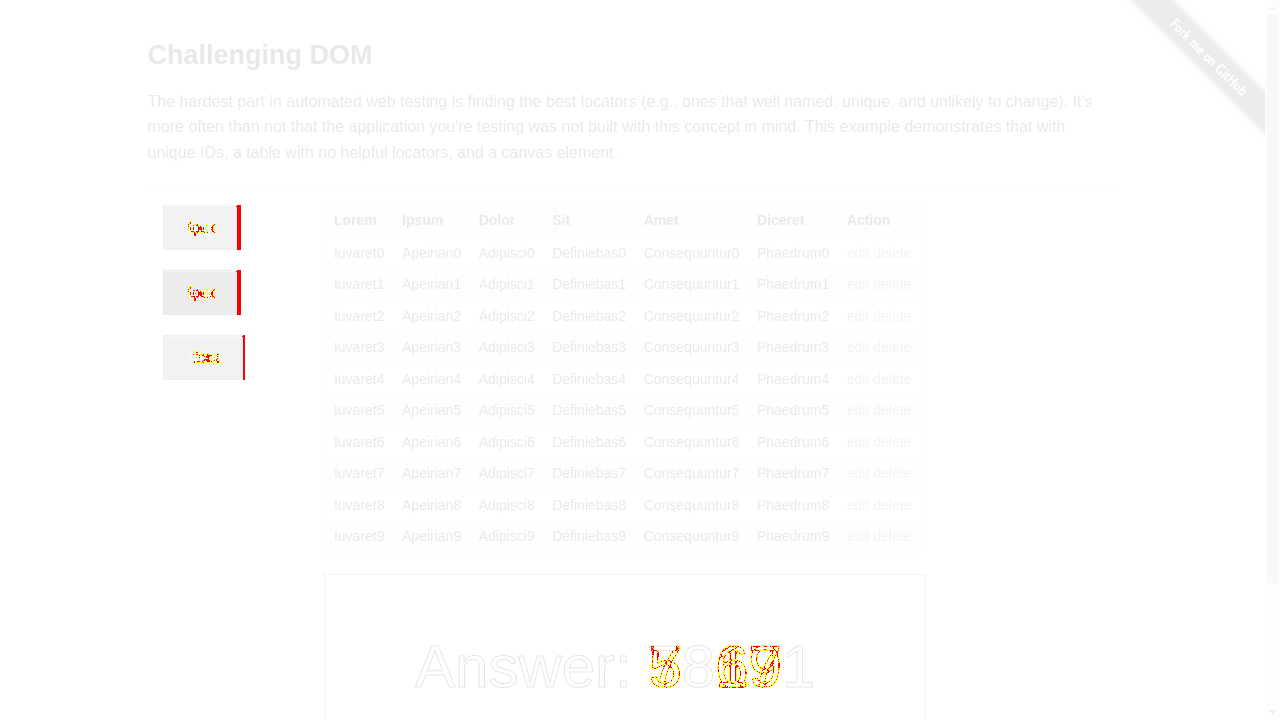 Fork me on GitHub
Challenging DOM
The hardest part in automated web testing is finding the best locators (e.g., ones that well named, unique, and unlikely to change). It's
more often than not that the application you're testing was not built with this concept in mind. This example demonstrates that with
unique IDs, a table with no helpful locators, and a canvas element.
Lorem Ipsum Dolor Sit Amet Diceret Action
Iuvaret0 Apeirian0 Adipisci0 Definiebas0 Consequuntur0 Phaedrum0 edit delete
Iuvaret1 Apeirian1 Adipisci1 Definiebas1 Consequuntur1 Phaedrum1 edit delete
Iuvaret2 Apeirian2 Adipisci2 Definiebas2 Consequuntur2 Phaedrum2 edit delete
Iuvaret3 Apeirian3 Adipisci3 Definiebas3 Consequuntur3 Phaedrum3 edit delete
Iuvaret4 Apeirian4 Adipisci4 Definiebas4 Consequuntur4 Phaedrum4 edit delete
Iuvaret5 Apeirian5 Adipisci5 Definiebas5 Consequuntur5 Phaedrum5 edit delete
Iuvaret6 Apeirian6 Adipisci6 Definiebas6 Consequuntur6 Phaedrum6 edit delete
Iuvaret7 Apeirian7 Adipisci7 Definiebas7 Consequuntur7 Phaedrum7 edit delete
Iuvaret8 Apeirian8 Adipisci8 Definiebas8 Consequuntur8 Phaedrum8 edit delete
Iuvaret9 Apeirian9 Adipisci9 Definiebas9 Consequuntur9 Phaedrum9 edit delete
Answer: